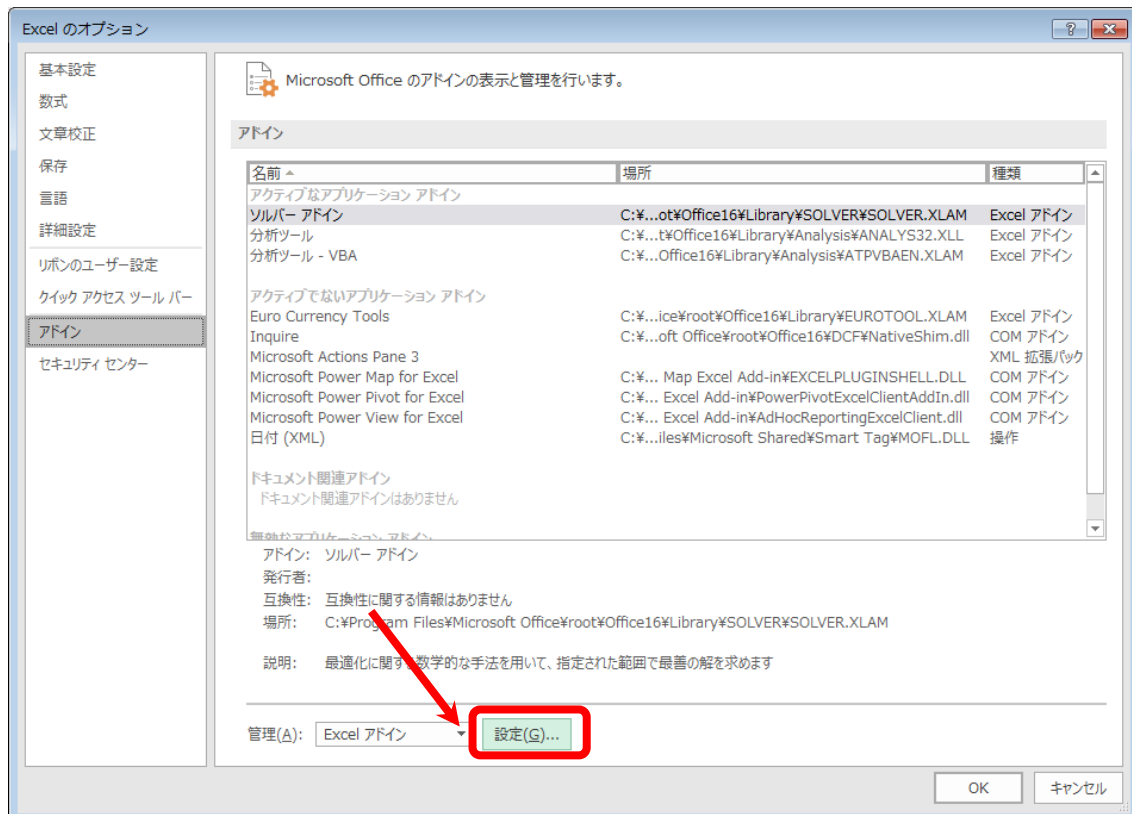 Excel のオプション
基本設定
数式
文章校正
保存
言語
詳細設定
リボンのユーザー設定
クイック アクセス ツール バー
アドイン
セキュリティ センター
Microsoft Office のアドインの表示と管理を行います。
アドイン
名前 場所 種類
アクティブなアプリケーション アドイン
ソルバー アドイン C:¥...ot¥Office16¥Library¥SOLVER¥SOLVER.XLAM Excel アドイン
分析ツール C:¥...t¥Office16¥Library¥Analysis¥ANALYS32.XLL Excel アドイン
分析ツール - VBA C:¥...Office16¥Library¥Analysis¥ATPVBAEN.XLAM Excel アドイン
アクティブでないアプリケーション アドイン
Euro Currency Tools C:¥...ice¥root¥Office16¥Library¥EUROTOOL.XLAM Excel アドイン
Inquire C:¥...oft Office¥root¥Office16¥DCF¥NativeShim.dll COM アドイン
Microsoft Actions Pane 3 XML 拡張パック
Microsoft Power Map for Excel C:¥... Map Excel Add-in¥EXCELPLUGINSHELL.DLL COM アドイン
Microsoft Power Pivot for Excel C:¥... Excel Add-in¥PowerPivotExcelClientAddIn.dll COM アドイン
Microsoft Power View for Excel C:¥... Excel Add-in¥AdHocReportingExcelClient.dll COM アドイン
日付 (XML) C:¥...iles¥Microsoft Shared¥Smart Tag¥MOFL.DLL 操作
ドキュメント関連アドイン
ドキュメント関連アドインはありません
無効なアプリケーション アドイン
アドイン: ソルバー アドイン
発行者:
互換性: 互換性に関する情報はありません
場所: C:¥Program Files¥Microsoft Office¥root¥Office16¥Library¥SOLVER¥SOLVER.XLAM
説明: 最適化に関する数学的な手法を用いて、指定された範囲で最善の解を求めます
管理(A): Excel アドイン 設定(G)...
OK キャンセル